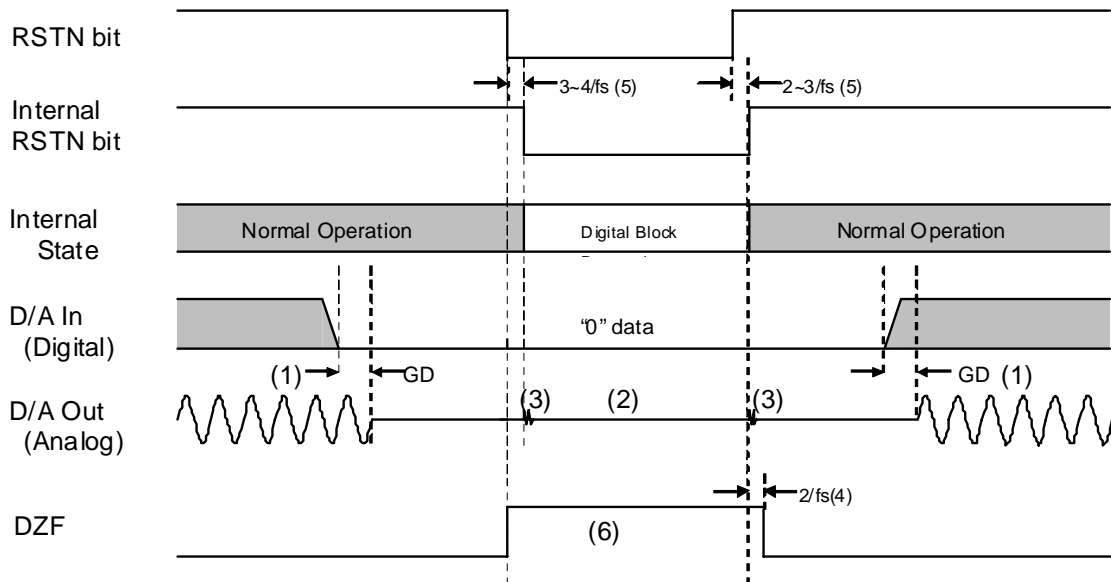 RSTN bit
3~4/fs (5)
2~3/fs (5)
Internal
RSTN bit
Internal
State
Normal Operation
Digital Block
Normal Operation
D/A In
(Digital)
“0” data
(1)
GD
GD (1)
D/A Out
(Analog)
(3)
(2)
(3)
2/fs(4)
DZF
(6)